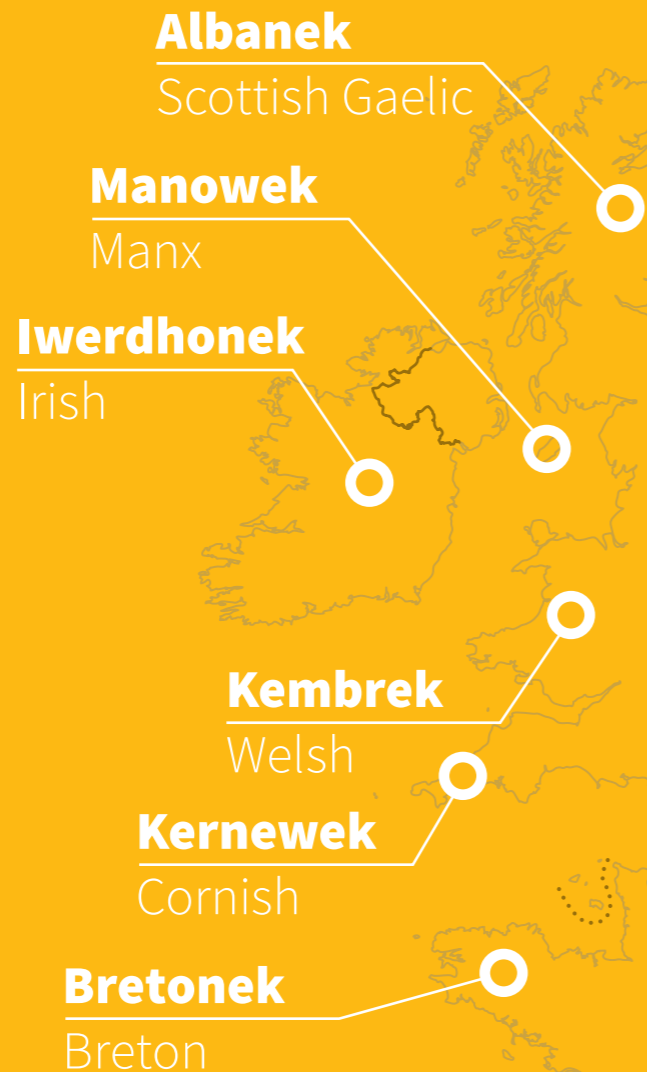 Albanek
Scottish Gaelic
Manowek
Manx
Iwerdhonek
Irish
Kembrek
Welsh
Kernewek
Cornish
Bretonek
Breton